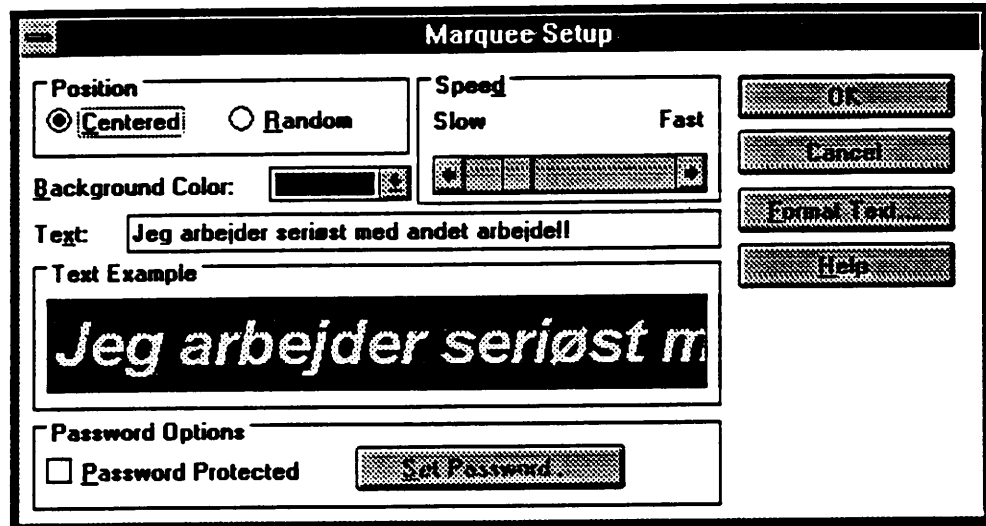 Marquee Setup
Position
Centered
Random
Speed
Slow
Fast
OK
Cancel
Background Color:
Format Text...
Text:
Jeg arbejder seriøst med andet arbejde!!
Help
Text Example
Jeg arbejder seriøst m
Password Options
Password Protected
Set Password...